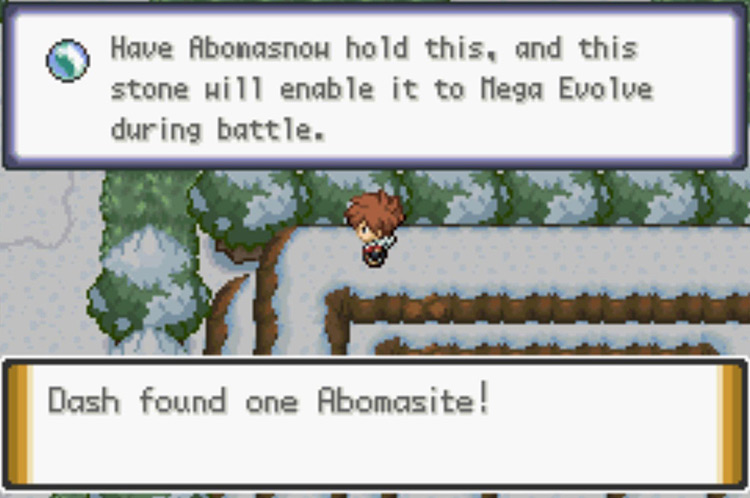 Have Abomasnow hold this, and this
stone will enable it to Mega Evolve
during battle.
Dash found one Abomasite!